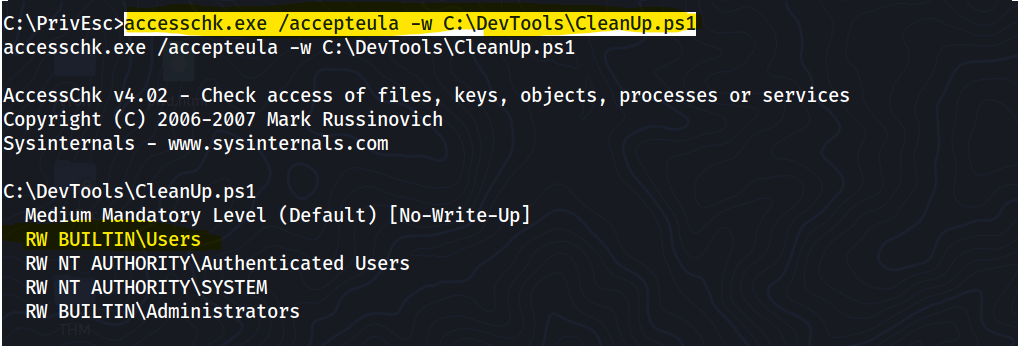 C:\PrivEsc>accesschk.exe /accepteula -w C:\DevTools\CleanUp.ps1
accesschk.exe /accepteula -w C:\DevTools\CleanUp.ps1
AccessChk v4.02 - Check access of files, keys, objects, processes or services
Copyright (C) 2006-2007 Mark Russinovich
Sysinternals - www.sysinternals.com
C:\DevTools\CleanUp.ps1
Medium Mandatory Level (Default) [No-Write-Up]
RW BUILTIN\Users
RW NT AUTHORITY\Authenticated Users
RW NT AUTHORITY\SYSTEM
RW BUILTIN\Administrators
THM